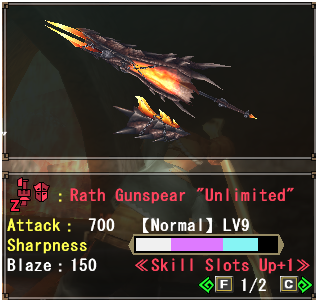 Z : Rath Gunspear "Unlimited"
Attack : 700 【Normal】LV9
Sharpness
Blaze : 150 ≪Skill Slots Up+1≫
F 1/2 C